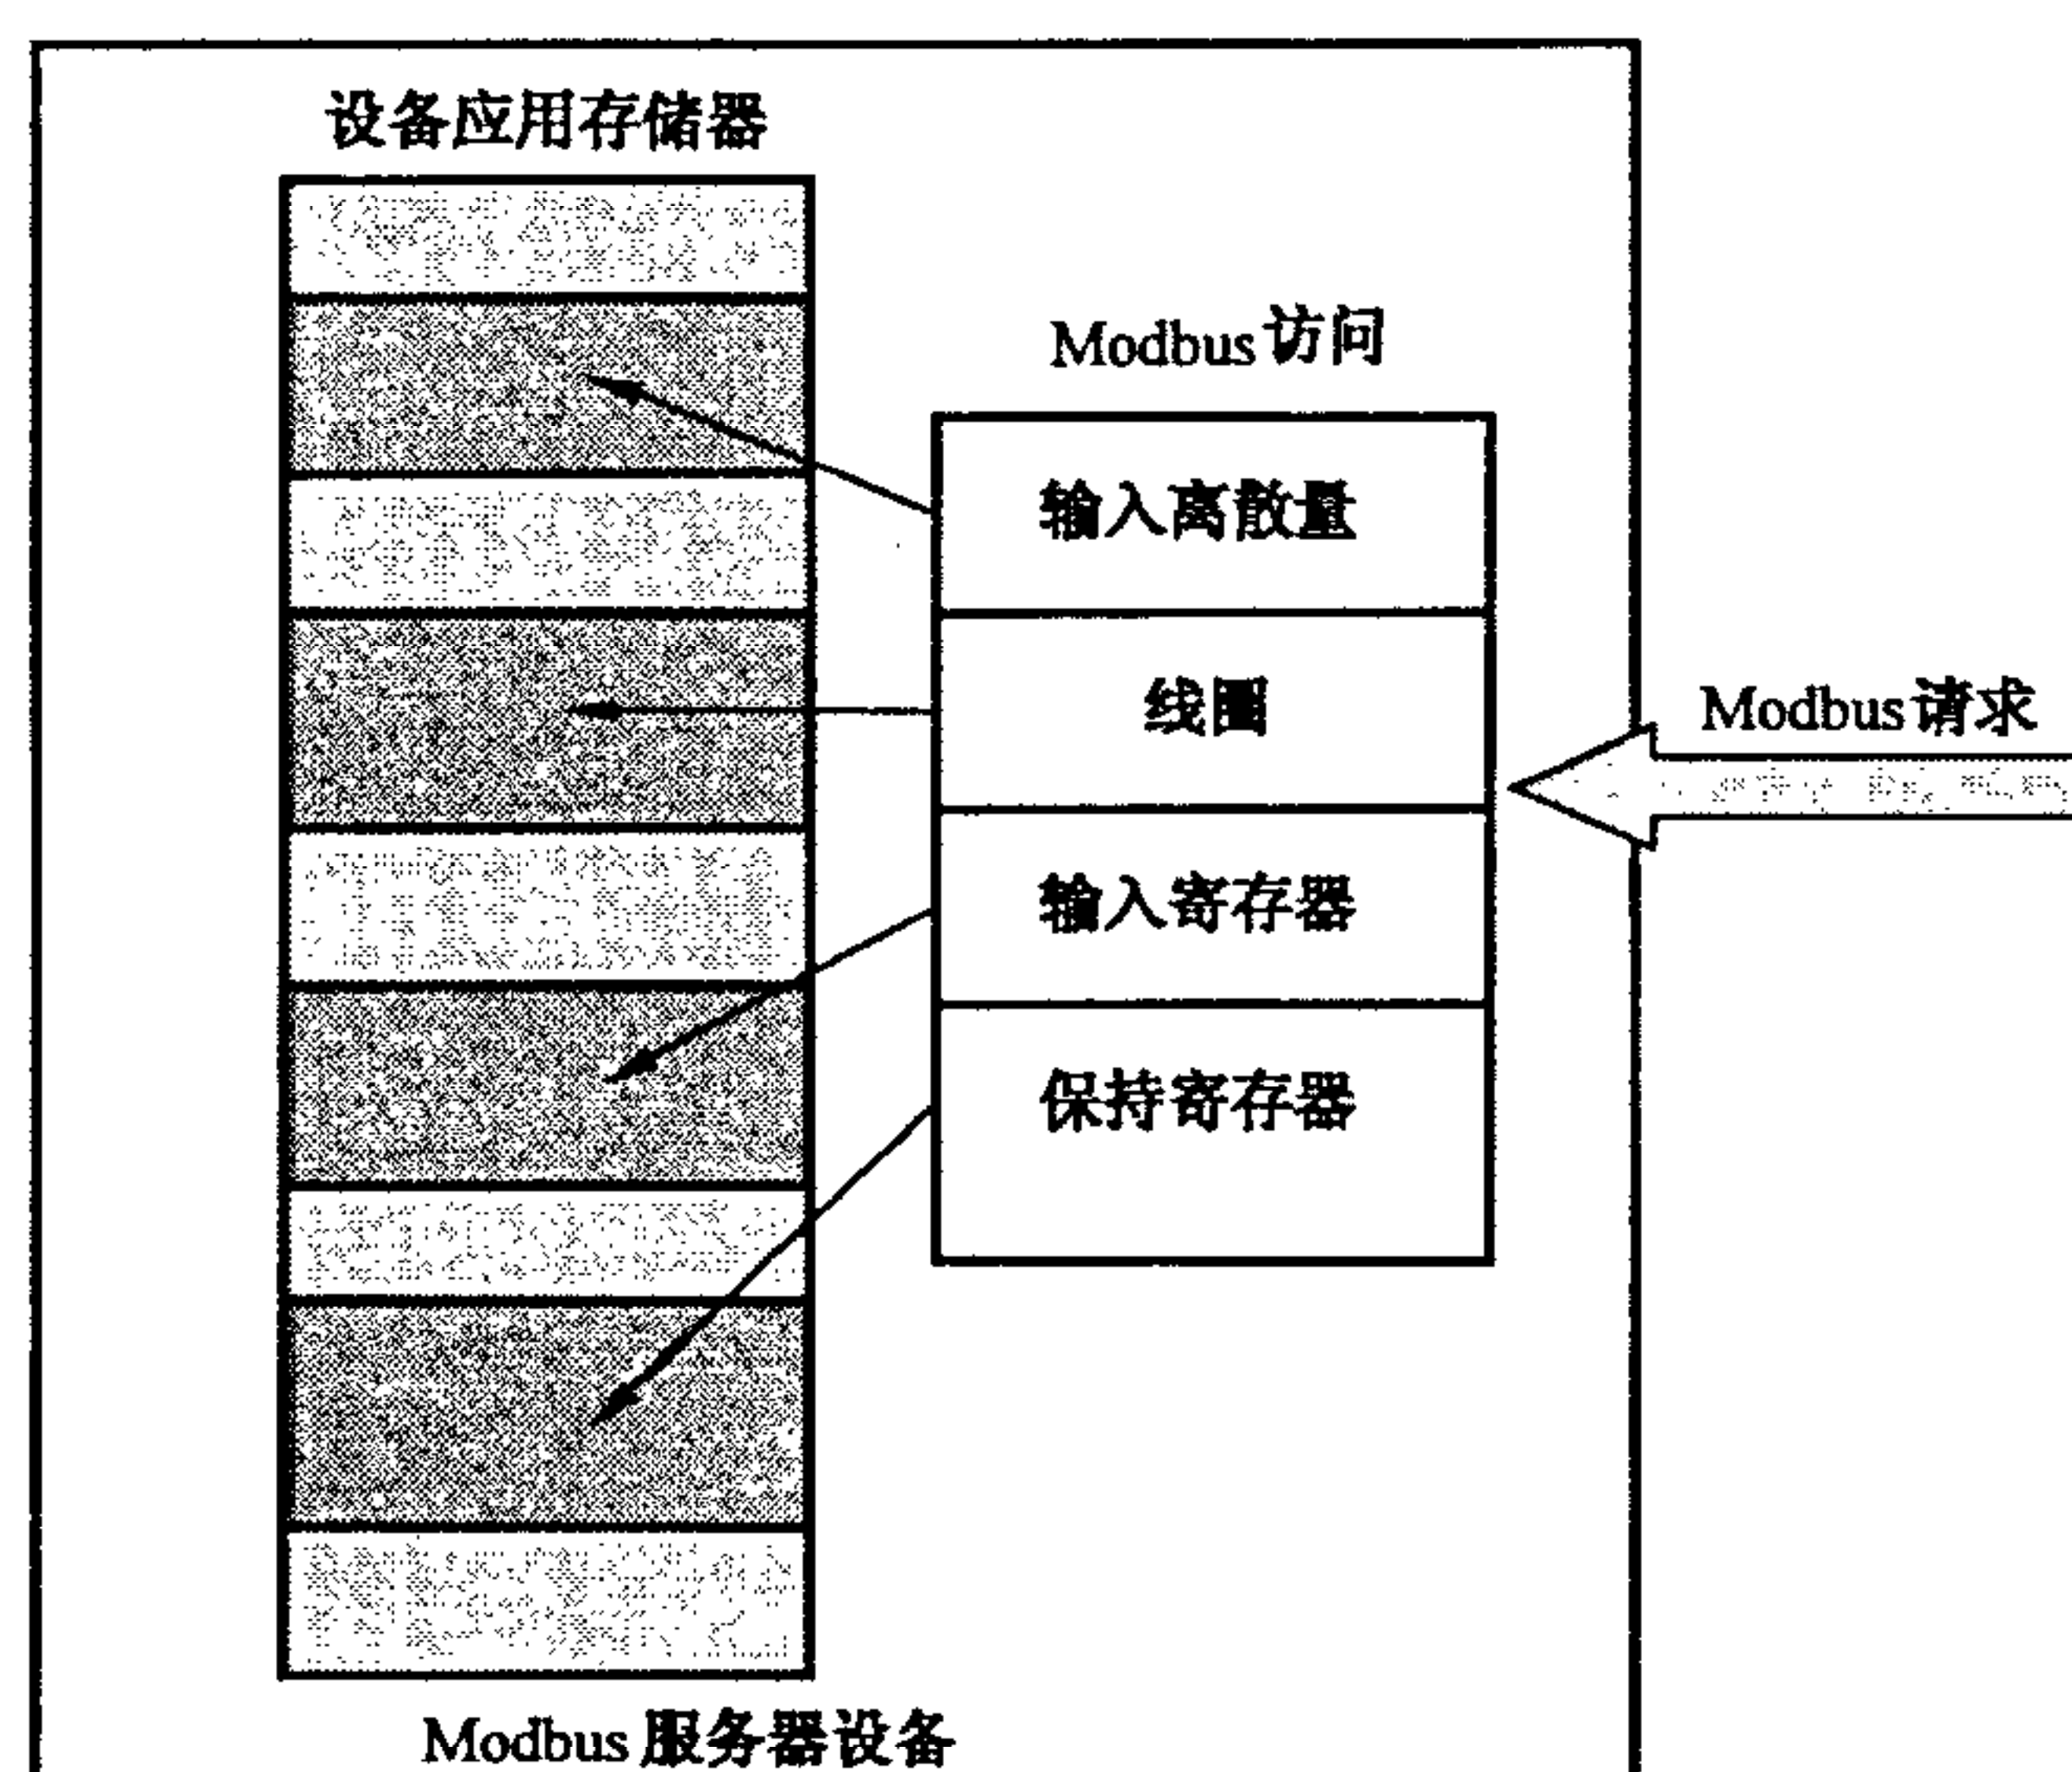 设备应用存储器
Modbus访问
输入离散量
线圈
Modbus请求
输入寄存器
保持寄存器
Modbus服务器设备